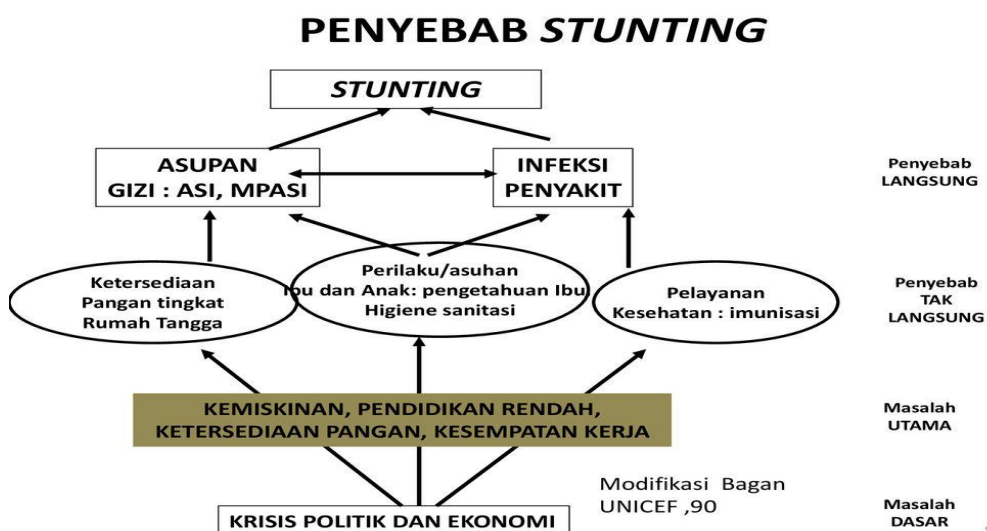 PENYEBAB STUNTING
STUNTING
ASUPAN
GIZI : ASI, MPASI
INFEKSI
PENYAKIT
Penyebab
LANGSUNG
Ketersediaan
Pangan tingkat
Rumah Tangga
Perilaku/asuhan
Ibu dan Anak: pengetahuan Ibu
Higiene sanitasi
Pelayanan
Kesehatan : imunisasi
Penyebab
TAK
LANGSUNG
KEMISKINAN, PENDIDIKAN RENDAH,
KETERSEDIAAN PANGAN, KESEMPATAN KERJA
Masalah
UTAMA
Modifikasi Bagan
UNICEF ,90
KRISIS POLITIK DAN EKONOMI
Masalah
DASAR